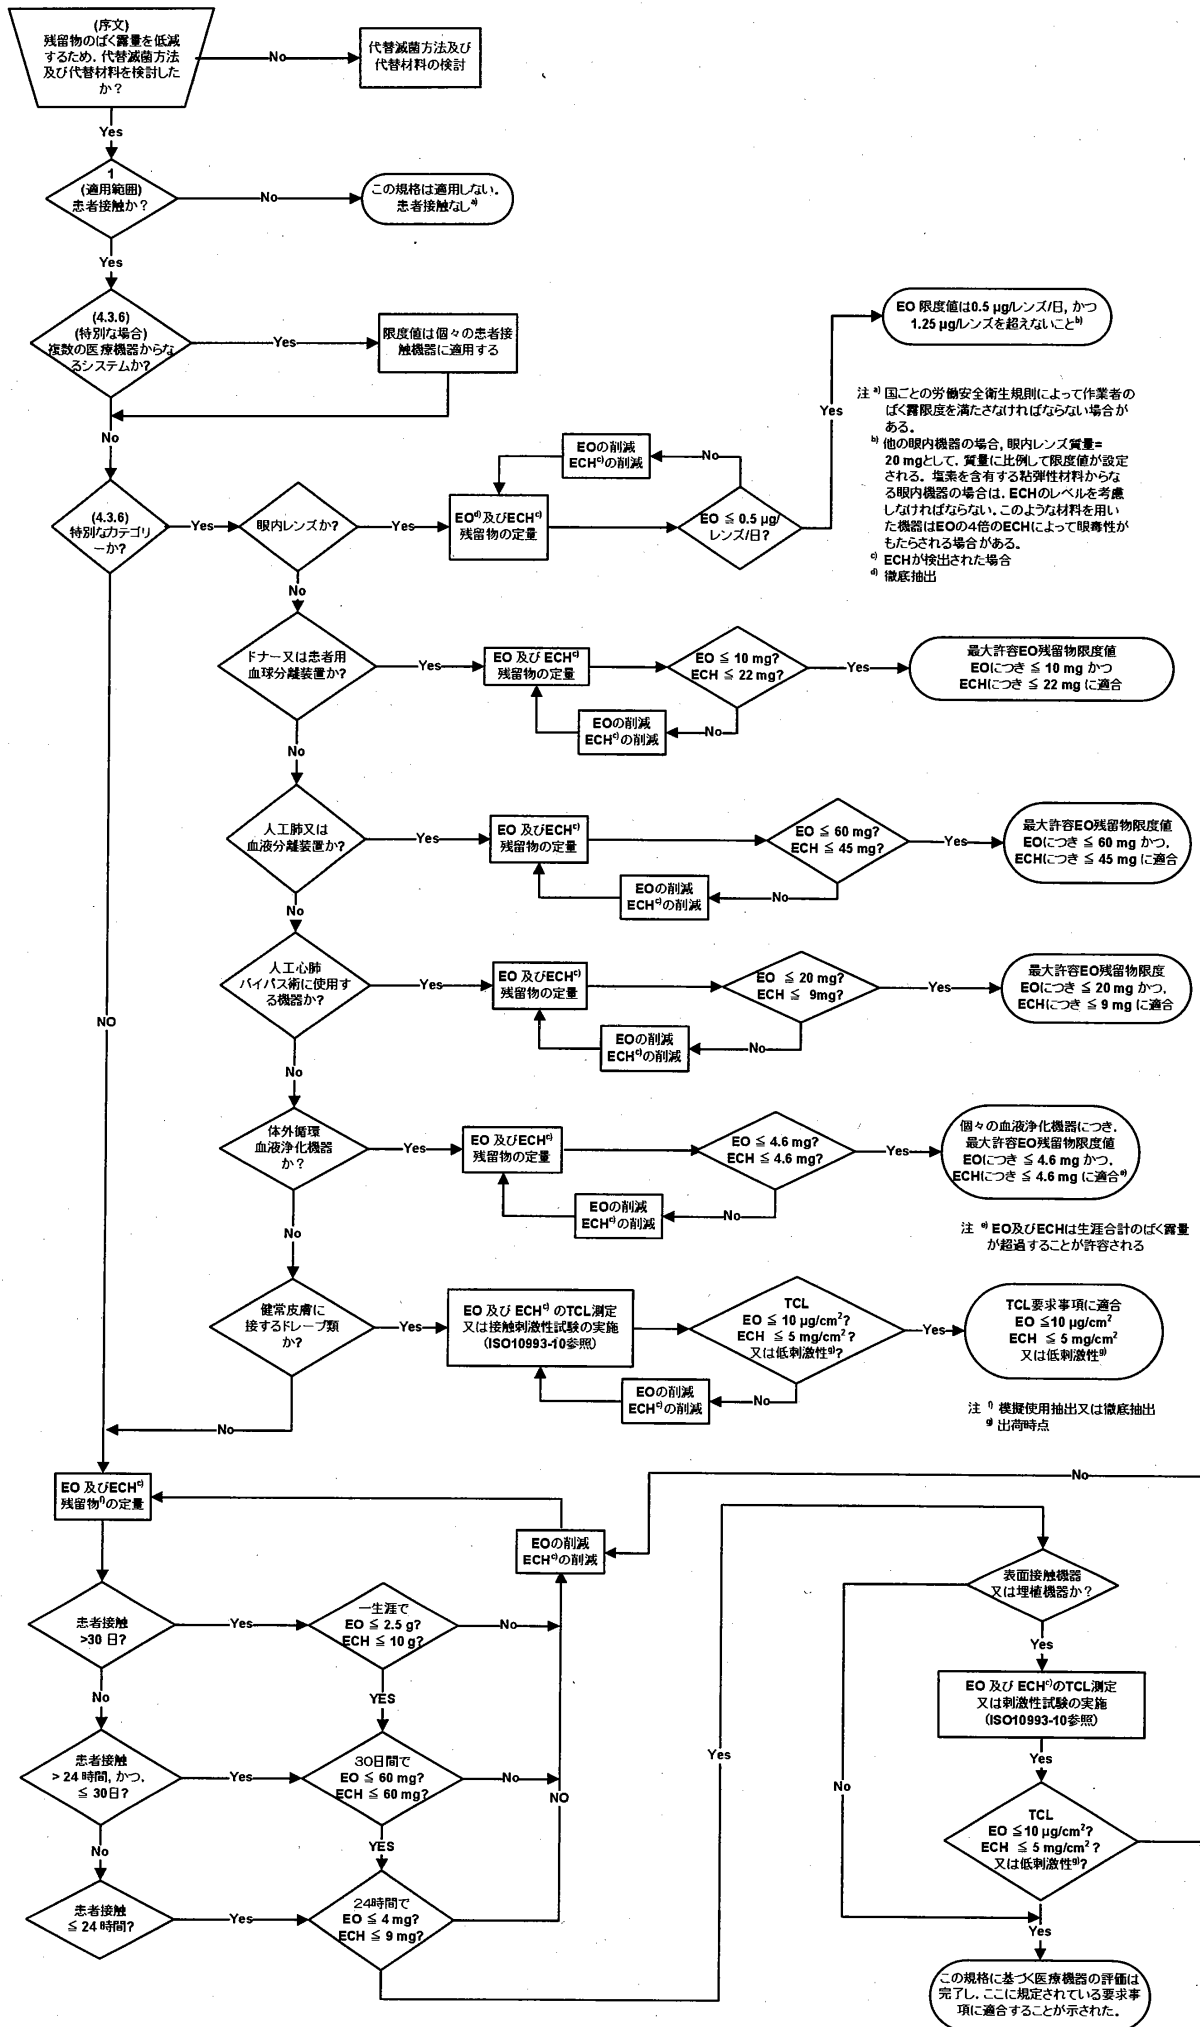 (序文)
残留物のばく露量を低減
するため，代替滅菌方法
及び代替材料を検討した
か？
No
代替滅菌方法及び
代替材料の検討
Yes
1
(適用範囲)
患者接触か？
No
この規格は適用しない。
患者接触なしa)
Yes
(4.3.6)
(特別な場合)
複数の医療機器からな
るシステムか？
Yes
限度値は個々の患者接
触機器に適用する
No
EO 限度値は0.5 μg/レンズ/日，かつ
1.25 μg/レンズを超えないことb)
注 a) 国ごとの労働安全衛生規則によって作業者の
ばく露限度を満たさなければならない場合が
ある。
b) 他の眼内機器の場合，眼内レンズ質量=
20 mgとして，質量に比例して限度値が設定
される。塩素を含有する粘弾性材料からな
る眼内機器の場合は，ECHのレベルを考慮
しなければならない。このような材料を用い
た機器はEOの4倍のECHによって眼毒性が
もたらされる場合がある。
c) ECHが検出された場合
d) 徹底抽出
(4.3.6)
特別なカテゴリ
ーか？
Yes
眼内レンズか？
Yes
EOd) 及びECHc)
残留物の定量
EOの削減
ECHc)の削減
No
EO ≦ 0.5 μg/
レンズ/日？
Yes
No
ドナー又は患者用
血球分離装置か？
Yes
EO 及び ECHc)
残留物の定量
EO ≦ 10 mg?
ECH ≦ 22 mg?
Yes
最大許容EO残留物限度値
EOにつき ≦ 10 mg かつ
ECHにつき ≦ 22 mg に適合
EOの削減
ECHc)の削減
No
No
人工肺又は
血液分離装置か？
Yes
EO 及びECHc)
残留物の定量
EO ≦ 60 mg?
ECH ≦ 45 mg?
Yes
最大許容EO残留物限度値
EOにつき ≦ 60 mg かつ，
ECHにつき ≦ 45 mg に適合
EOの削減
ECHc)の削減
No
No
人工心肺
バイパス術に使用す
る機器か？
Yes
EO 及びECHc)
残留物の定量
EO ≦ 20 mg?
ECH ≦ 9mg?
Yes
最大許容EO残留物限度
EOにつき ≦ 20 mg かつ，
ECHにつき ≦ 9 mg に適合
EOの削減
ECHc)の削減
No
NO
No
体外循環
血液浄化機器
か？
Yes
EO 及びECHc)
残留物の定量
EO ≦ 4.6 mg?
ECH ≦ 4.6 mg?
Yes
個々の血液浄化機器につき，
最大許容EO残留物限度値
EOにつき ≦ 4.6 mg かつ，
ECHにつき ≦ 4.6 mg に適合e)
EOの削減
ECHc)の削減
No
注 e) EO及びECHは生涯合計のばく露量
が超過することが許容される
No
健常皮膚に
接するドレープ類
か？
Yes
EO 及び ECHc) のTCL測定
又は接触刺激性試験の実施
（ISO10993-10参照）
TCL
EO ≦ 10 μg/cm2?
ECH ≦ 5 mg/cm2?
又は低刺激性g)?
Yes
TCL要求事項に適合
EO ≦10 μg/cm2
ECH ≦ 5 mg/cm2
又は低刺激性g)
EOの削減
ECHc)の削減
No
注 f) 模擬使用抽出又は徹底抽出
g) 出荷時点
No
EO 及びECHc)
残留物f)の定量
No
EOの削減
ECHc)の削減
表面接触機器
又は埋植機器か？
患者接触
>30 日?
Yes
一生涯で
EO ≦ 2.5 g?
ECH ≦ 10 g?
No
Yes
EO 及び ECHc)のTCL測定
又は刺激性試験の実施
（ISO10993-10参照）
No
YES
患者接触
> 24 時間，かつ，
≦ 30日?
Yes
30日間で
EO ≦ 60 mg?
ECH ≦ 60 mg?
No
NO
Yes
Yes
No
TCL
EO ≦10 μg/cm2?
ECH ≦ 5 mg/cm2 ?
又は低刺激性g)?
No
YES
患者接触
≦ 24 時間?
Yes
24時間で
EO ≦ 4 mg?
ECH ≦ 9 mg?
Yes
この規格に基づく医療機器の評価は
完了し，ここに規定されている要求事
項に適合することが示された。